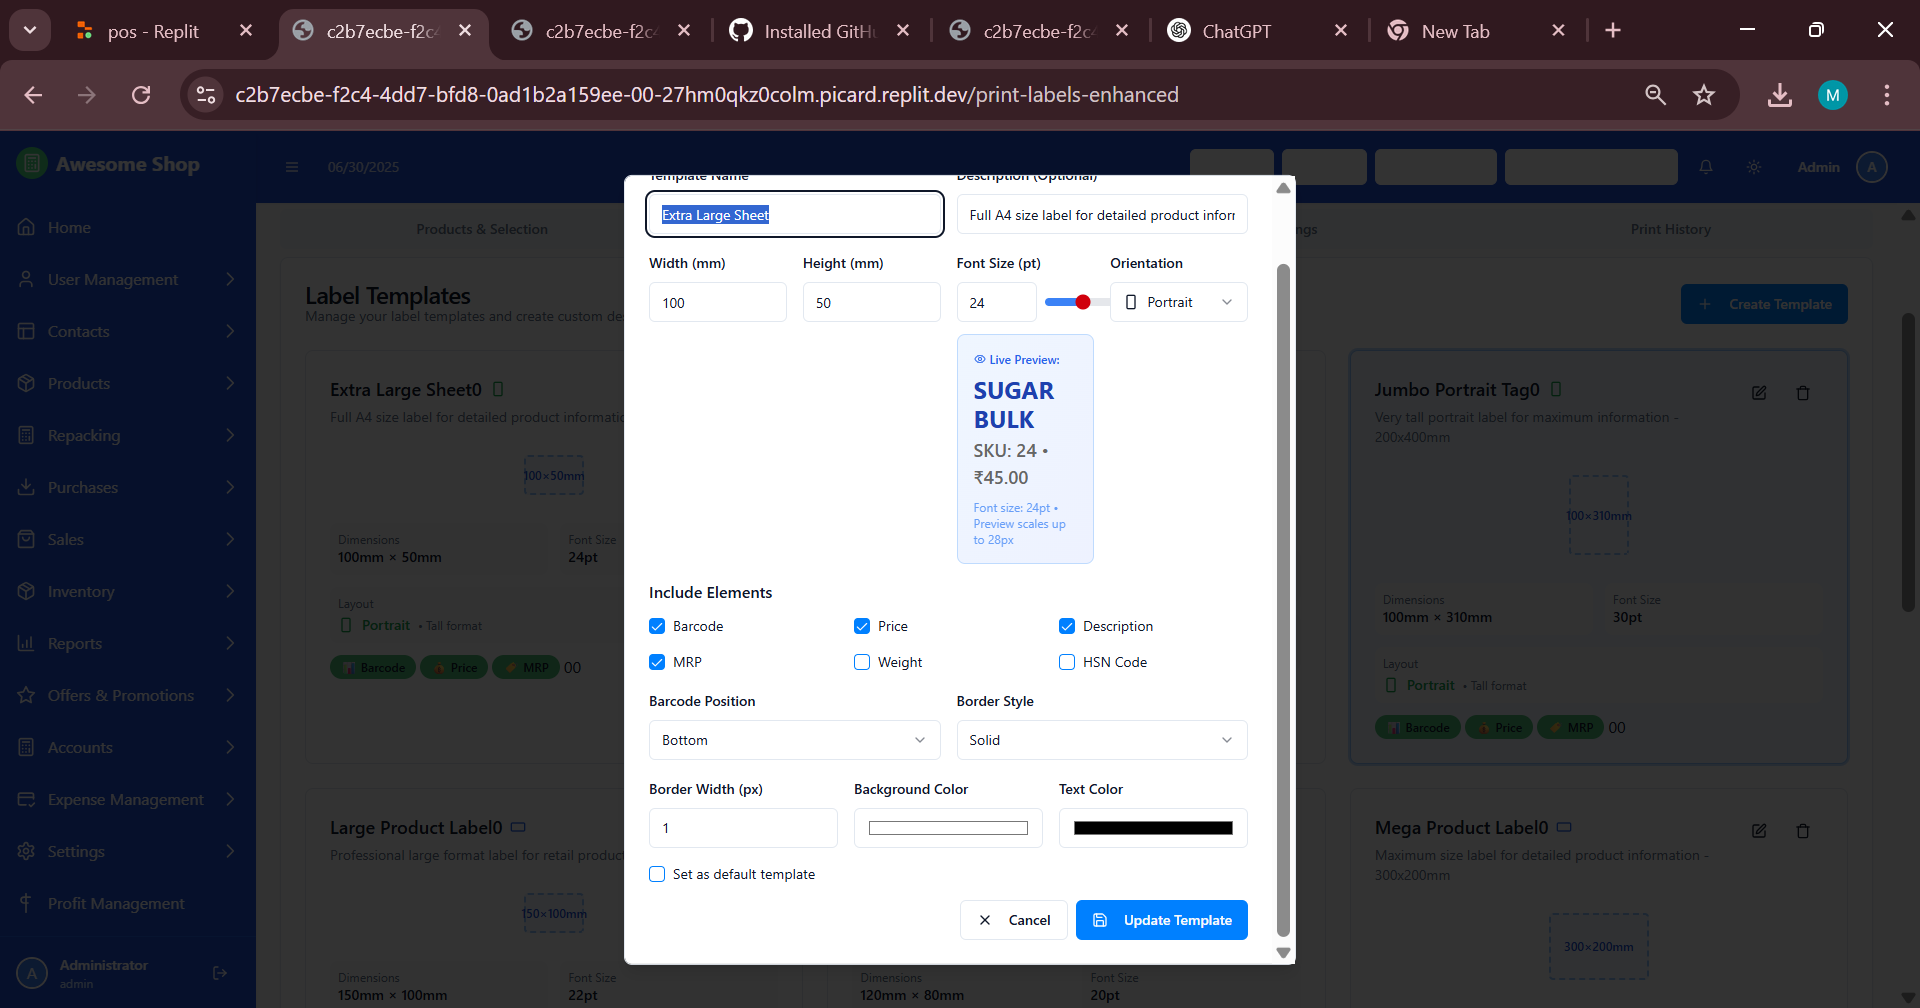 pos - Replit
c2b7ecbe-f2c4
c2b7ecbe-f2c4
Installed GitHu
c2b7ecbe-f2c4
ChatGPT
New Tab
c2b7ecbe-f2c4-4dd7-bfd8-0ad1b2a159ee-00-27hm0qkz0colm.picard.replit.dev/print-labels-enhanced
M
Awesome Shop
06/30/2025
Admin
A
Home
User Management
Contacts
Products
Repacking
Purchases
Sales
Inventory
Reports
Offers & Promotions
Accounts
Expense Management
Settings
Profit Management
A
Administrator
admin
Products & Selection
ngs
Print History
Label Templates
Manage your label templates and create custom de
Create Template
Extra Large Sheet0
Full A4 size label for detailed product informatio
100×50mm
Dimensions
100mm × 50mm
Font Size
24pt
Layout
Portrait • Tall format
Barcode
Price
MRP
00
Large Product Label0
Professional large format label for retail product
150×100mm
Dimensions
150mm × 100mm
Font Size
22pt
Dimensions
120mm × 80mm
Font Size
20pt
Jumbo Portrait Tag0
Very tall portrait label for maximum information -
200x400mm
100×310mm
Dimensions
100mm × 310mm
Font Size
30pt
Layout
Portrait • Tall format
Barcode
Price
MRP
00
Mega Product Label0
Maximum size label for detailed product information -
300x200mm
300×200mm
Template Name
Description (Optional)
Extra Large Sheet
Full A4 size label for detailed product inforr
Width (mm)
Height (mm)
Font Size (pt)
Orientation
100
50
24
Portrait
Live Preview:
SUGAR
BULK
SKU: 24 •
₹45.00
Font size: 24pt •
Preview scales up
to 28px
Include Elements
Barcode
Price
Description
MRP
Weight
HSN Code
Barcode Position
Border Style
Bottom
Solid
Border Width (px)
Background Color
Text Color
1
Set as default template
Cancel
Update Template